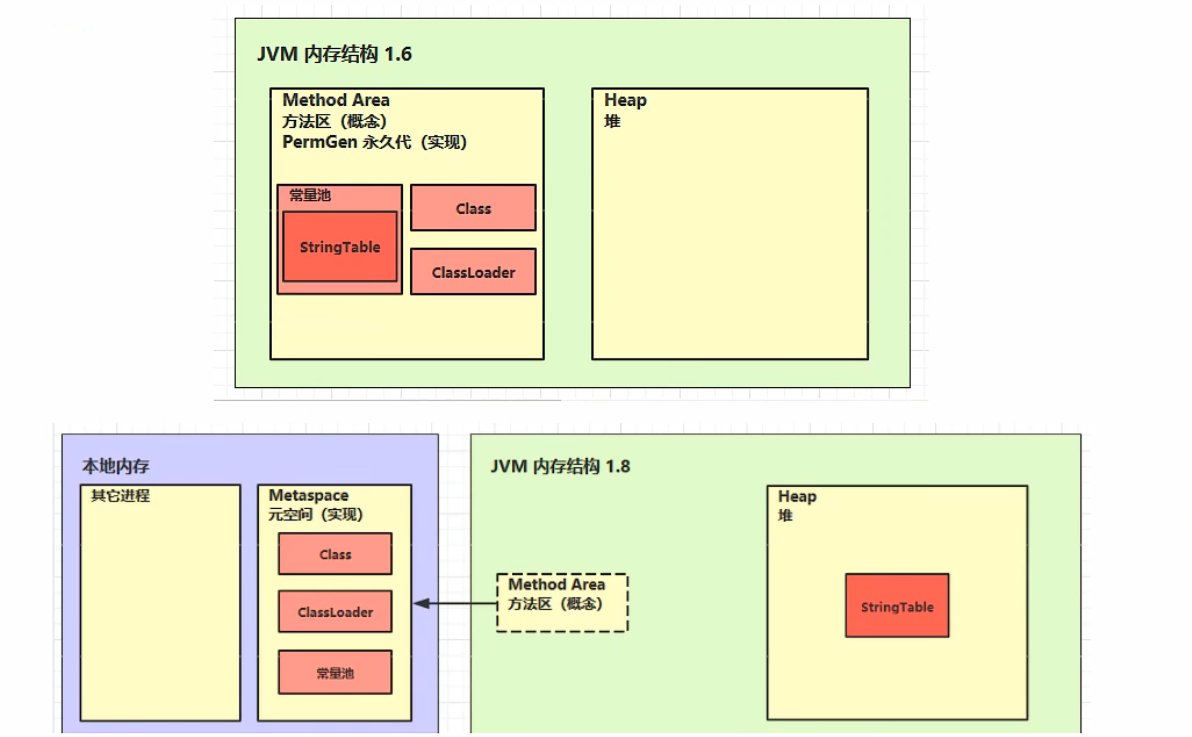 JVM 内存结构 1.6
Method Area
方法区（概念）
PermGen 永久代（实现）
常量池
StringTable
Class
ClassLoader
Heap
堆
本地内存
其它进程
Metaspace
元空间（实现）
Class
ClassLoader
常量池
JVM 内存结构 1.8
Method Area
方法区（概念）
Heap
堆
StringTable